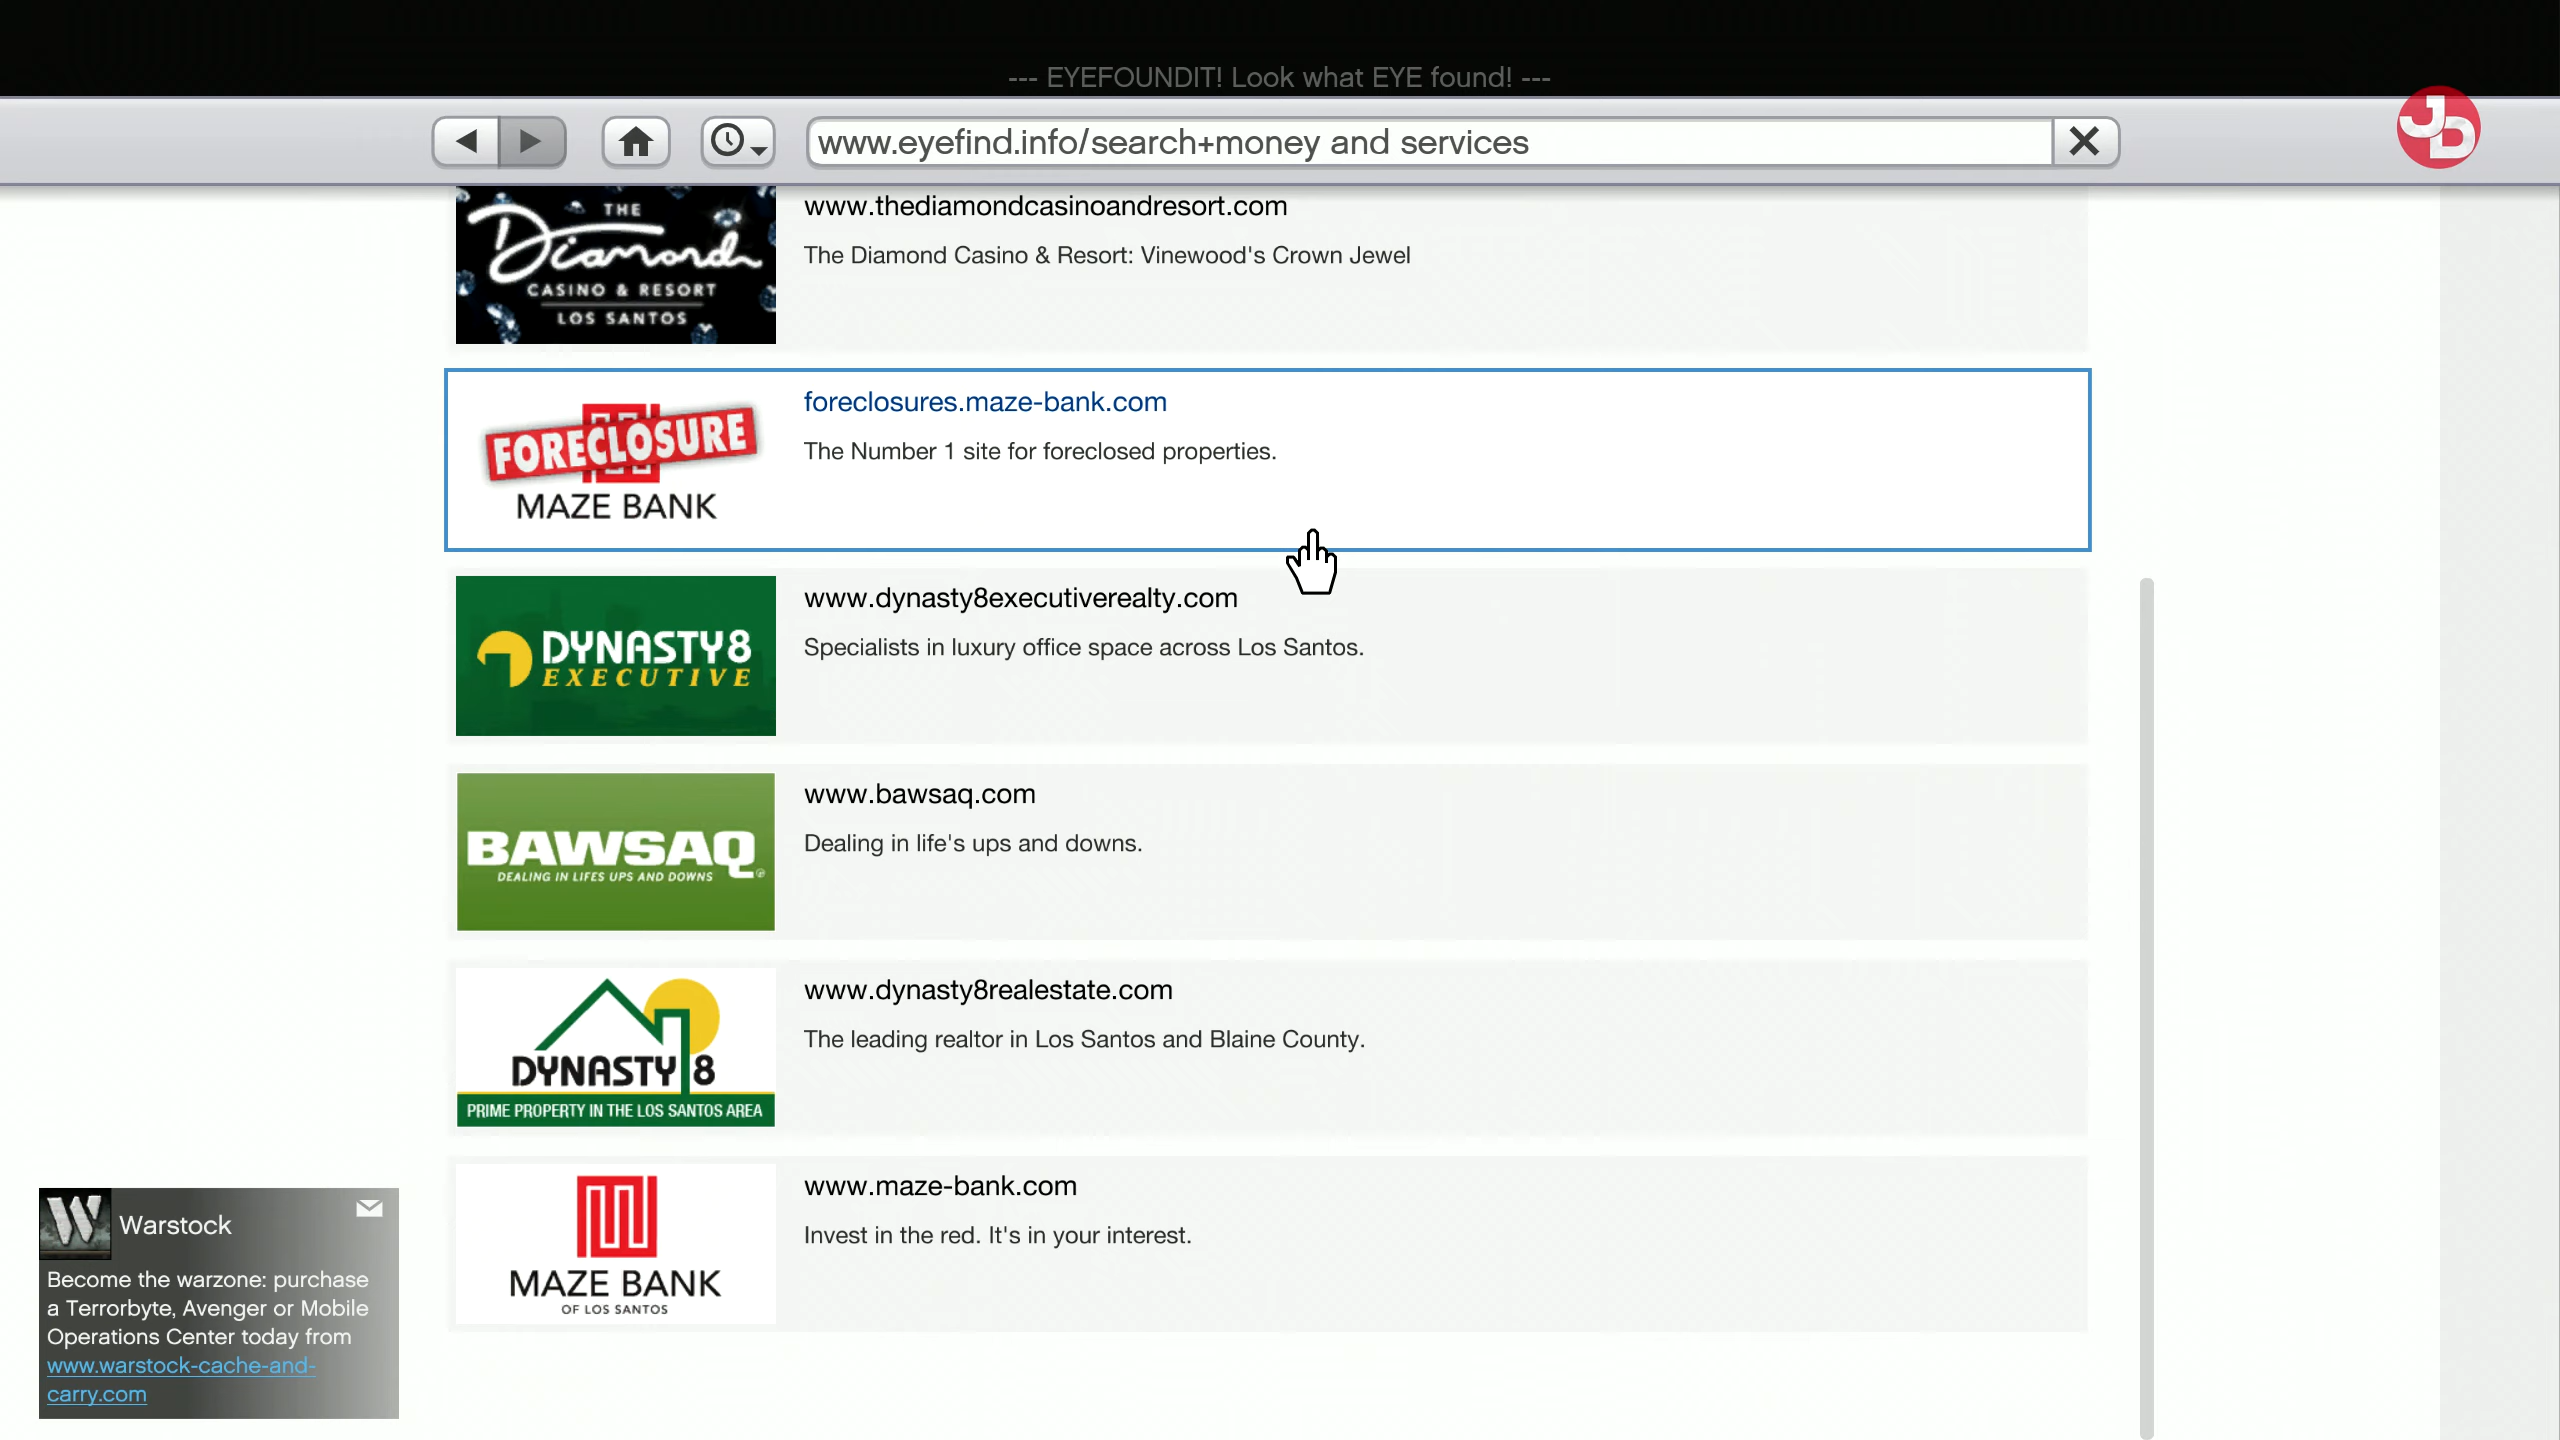 --- EYEFOUNDIT! Look what EYE found! ---
www.eyefind.info/search+money and services
JD
THE
Diamond
CASINO & RESORT
LOS SANTOS
www.thediamondcasinoandresort.com
The Diamond Casino & Resort: Vinewood's Crown Jewel
FORECLOSURE
MAZE BANK
foreclosures.maze-bank.com
The Number 1 site for foreclosed properties.
DYNASTY 8
EXECUTIVE
www.dynasty8executiverealty.com
Specialists in luxury office space across Los Santos.
BAWSAQ
DEALING IN LIFES UPS AND DOWNS
www.bawsaq.com
Dealing in life's ups and downs.
DYNASTY 8
PRIME PROPERTY IN THE LOS SANTOS AREA
www.dynasty8realestate.com
The leading realtor in Los Santos and Blaine County.
MAZE BANK
OF LOS SANTOS
www.maze-bank.com
Invest in the red. It's in your interest.
W
Warstock
Become the warzone: purchase
a Terrorbyte, Avenger or Mobile
Operations Center today from
www.warstock-cache-and-
carry.com